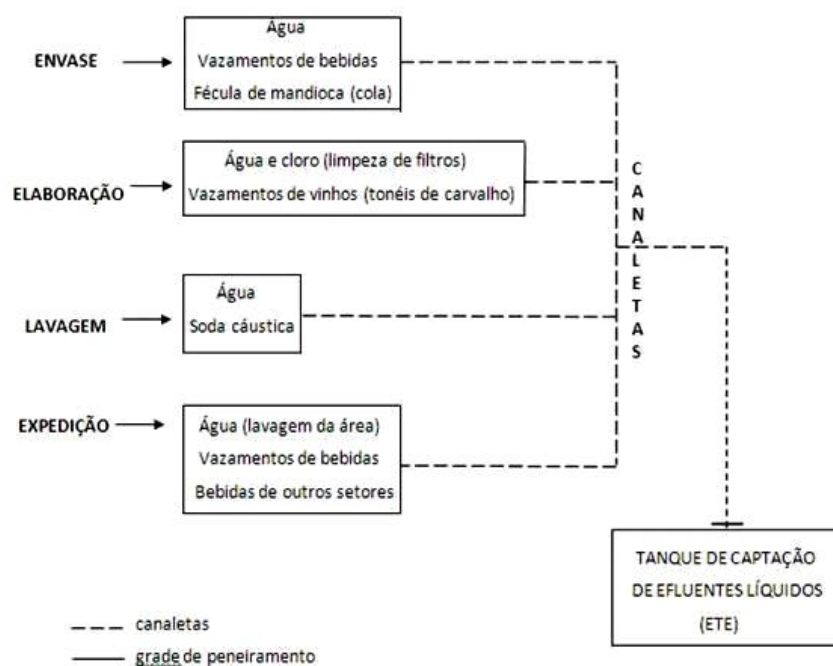 ENVASE
Água
Vazamentos de bebidas
Fécula de mandioca (cola)
ELABORAÇÃO
Água e cloro (limpeza de filtros)
Vazamentos de vinhos (tonéis de carvalho)
LAVAGEM
Água
Soda cáustica
EXPEDIÇÃO
Água (lavagem da área)
Vazamentos de bebidas
Bebidas de outros setores
CANALETAS
TANQUE DE CAPTAÇÃO
DE EFLUENTES LÍQUIDOS
(ETE)
canaletas
grade de peneiramento